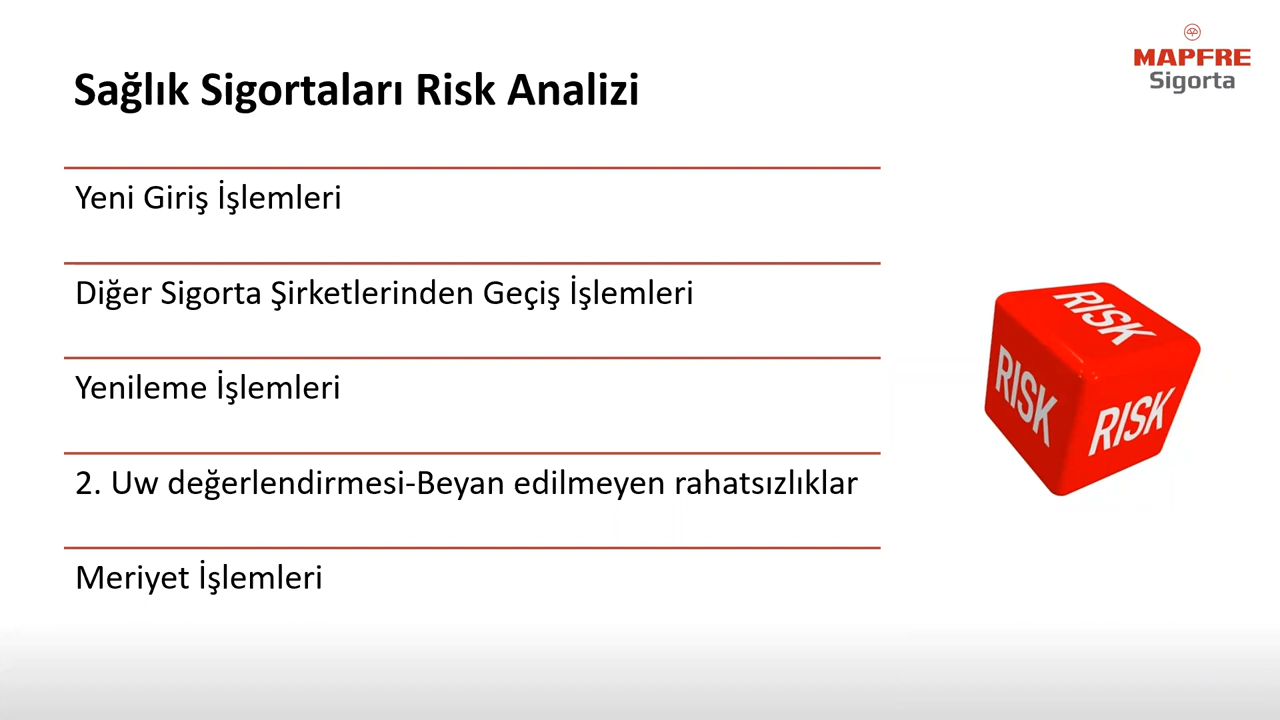 MAPFRE
Sigorta
Sağlık Sigortaları Risk Analizi
Yeni Giriş İşlemleri
Diğer Sigorta Şirketlerinden Geçiş İşlemleri
Yenileme İşlemleri
2. Uw değerlendirmesi-Beyan edilmeyen rahatsızlıklar
Meriyet İşlemleri
RISK
RISK
RISK